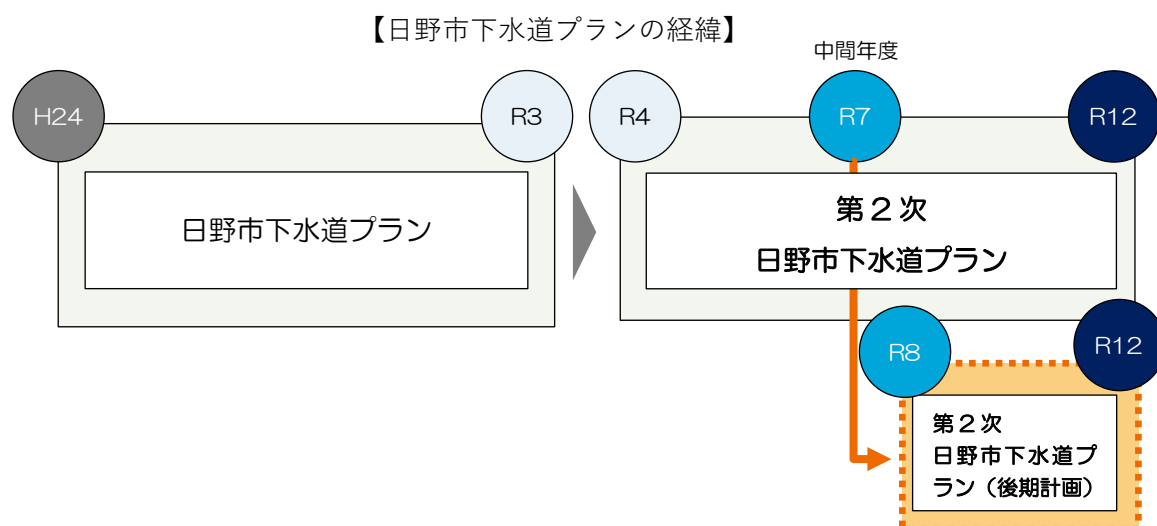 【日野市下水道プランの経緯】
中間年度
H24
R3
R4
R7
R12
日野市下水道プラン
第２次
日野市下水道プラン
R8
R12
第２次
日野市下水道プ
ラン（後期計画）